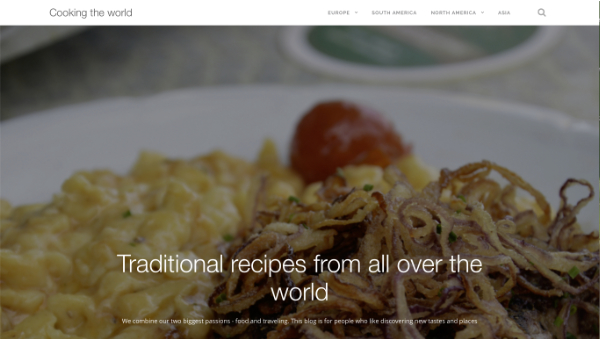 Cooking the world
EUROPE
SOUTH AMERICA
NORTH AMERICA
ASIA
Traditional recipes from all over the
world
We combine our two biggest passions - food and traveling. This blog is for people who like discovering new tastes and places